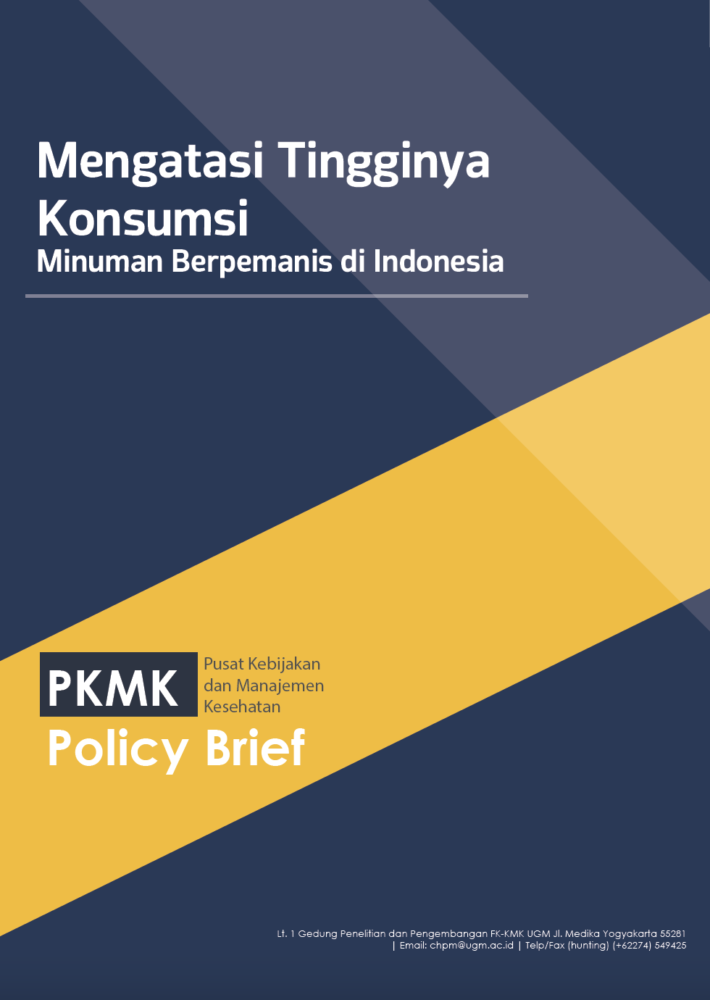 Mengatasi Tingginya
Konsumsi
Minuman Berpemanis di Indonesia
PKMK
Pusat Kebijakan
dan Manajemen
Kesehatan
Policy Brief
Lt. 1 Gedung Penelitian dan Pengembangan FK-KMK UGM Jl. Medika Yogyakarta 55281
| Email: chpm@ugm.ac.id | Telp/Fax (hunting) (+62274) 549425